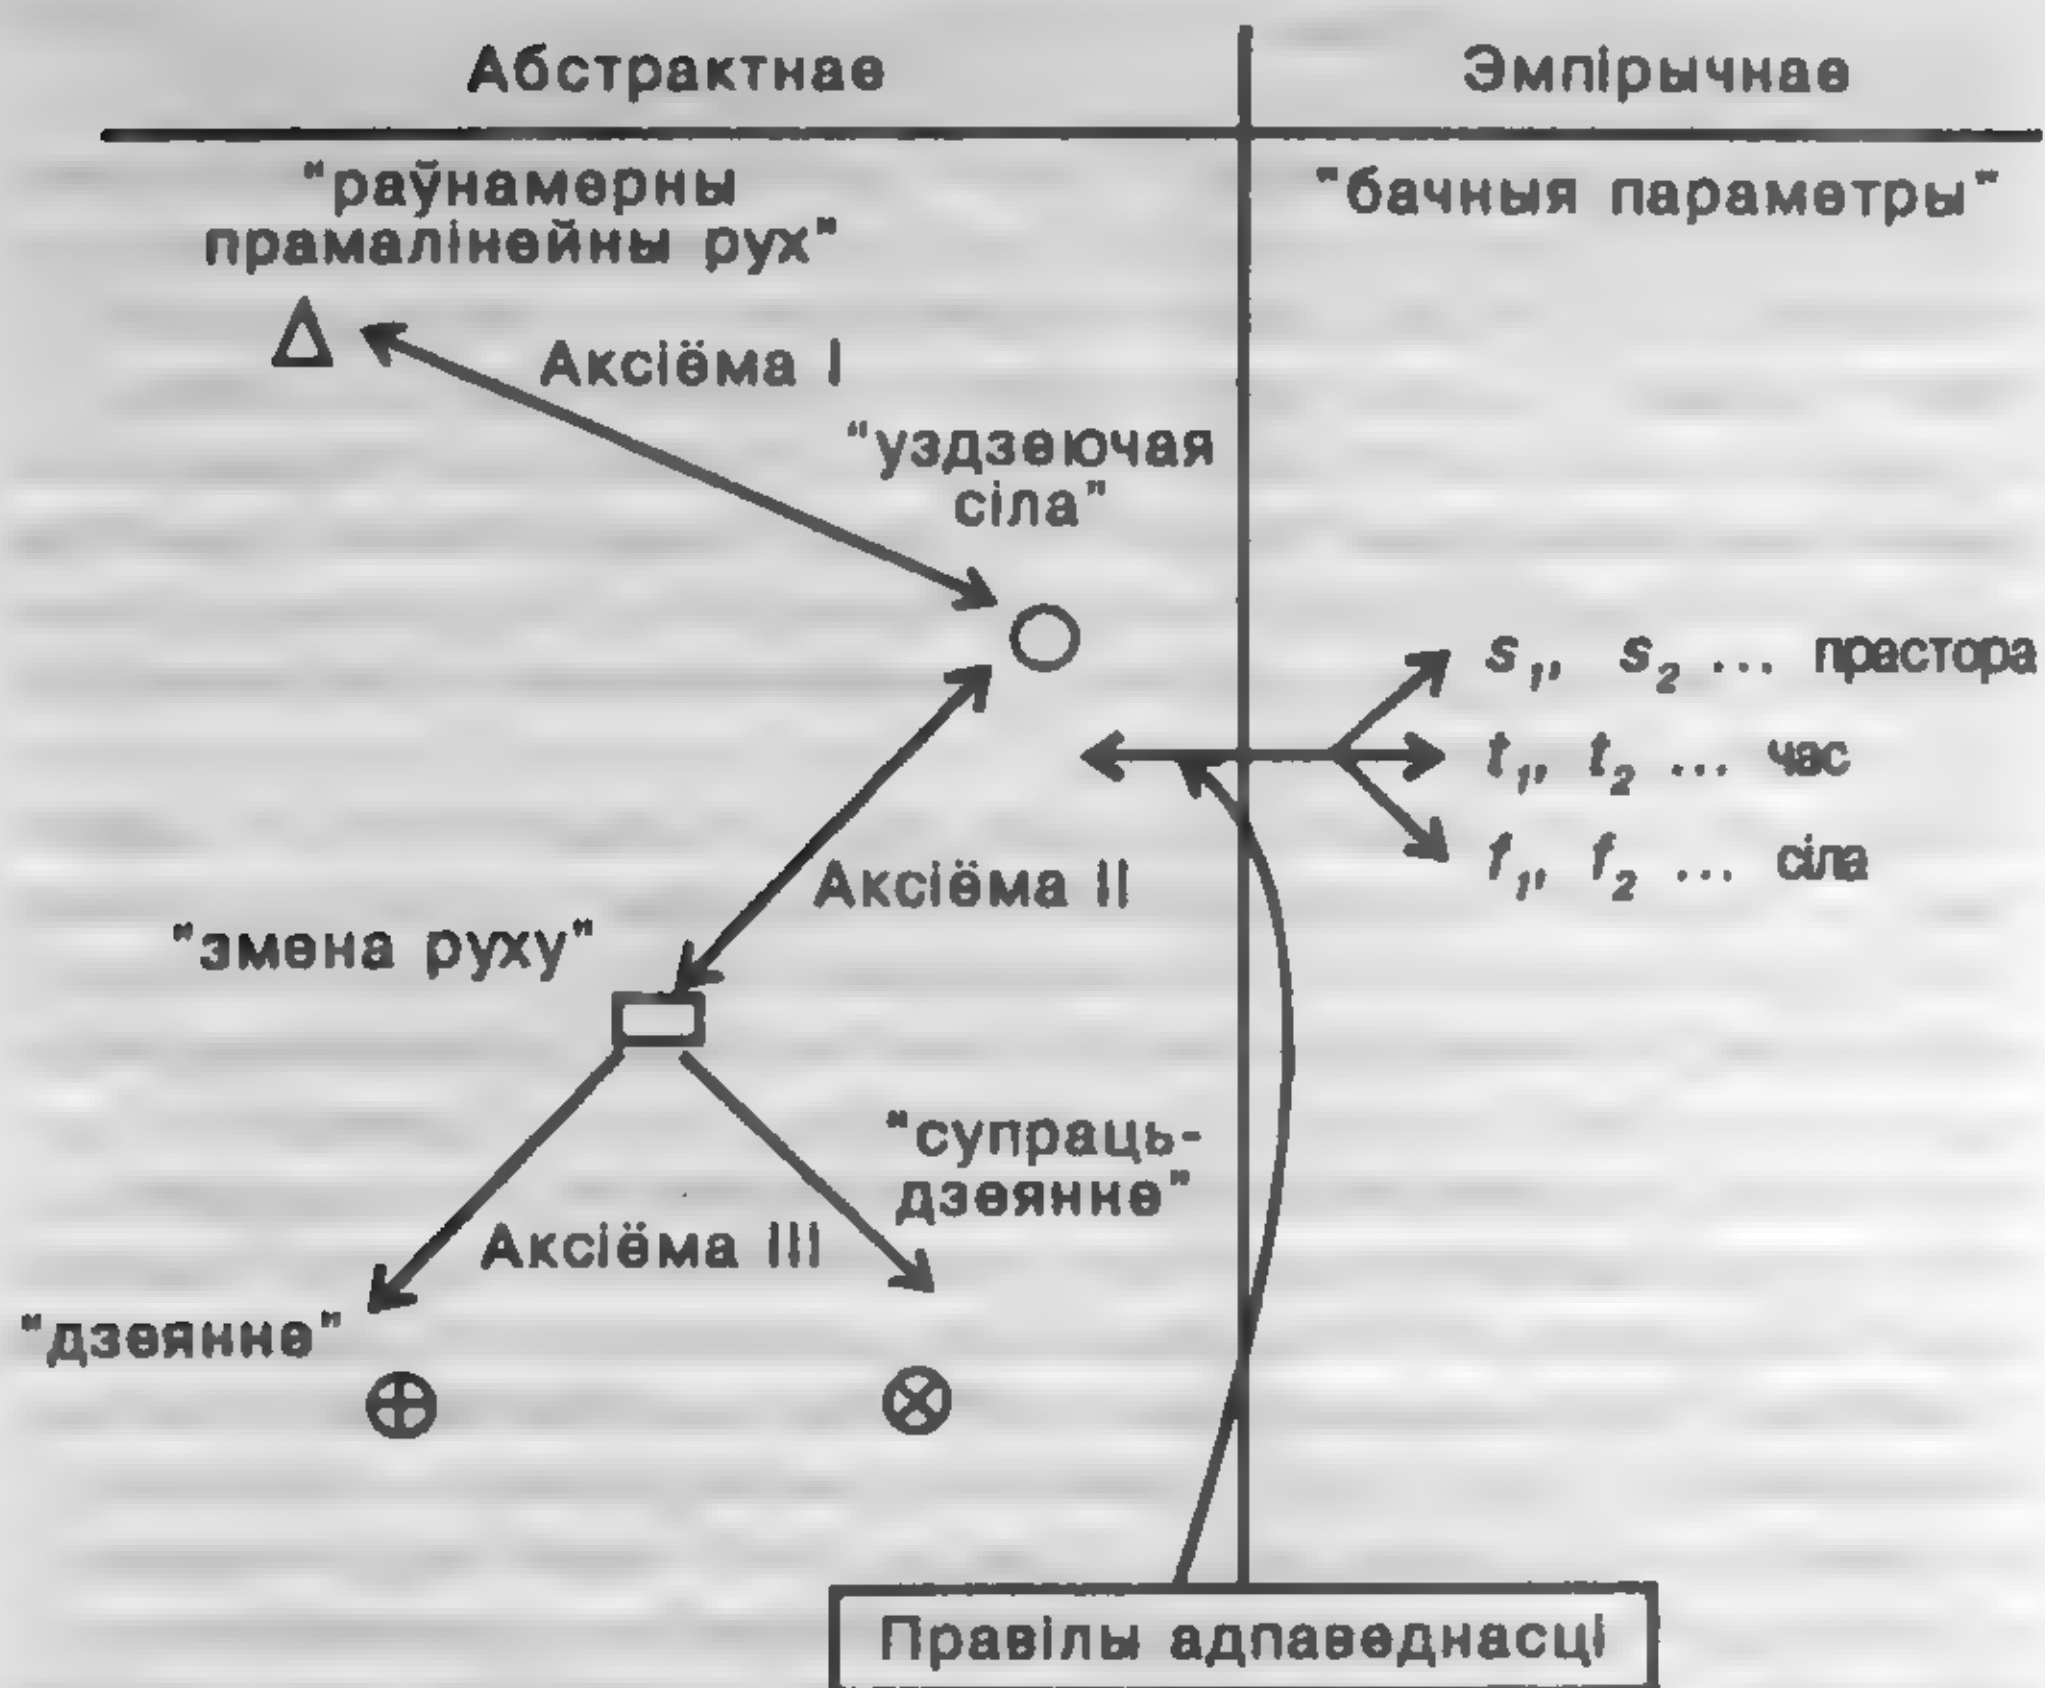 Абстрактнае
Эмпірычнае
"раўнамерны
прамалінейны рух"
"бачныя параметры"
Аксіёма I
"уздзеючая
сіла"
s₁, s₂ ... прастора
t₁, t₂ ... час
f₁, f₂ ... сіла
Аксіёма II
"змена руху"
"супраць-
дзеянне"
Аксіёма III
"дзеянне"
Правілы адпаведнасці